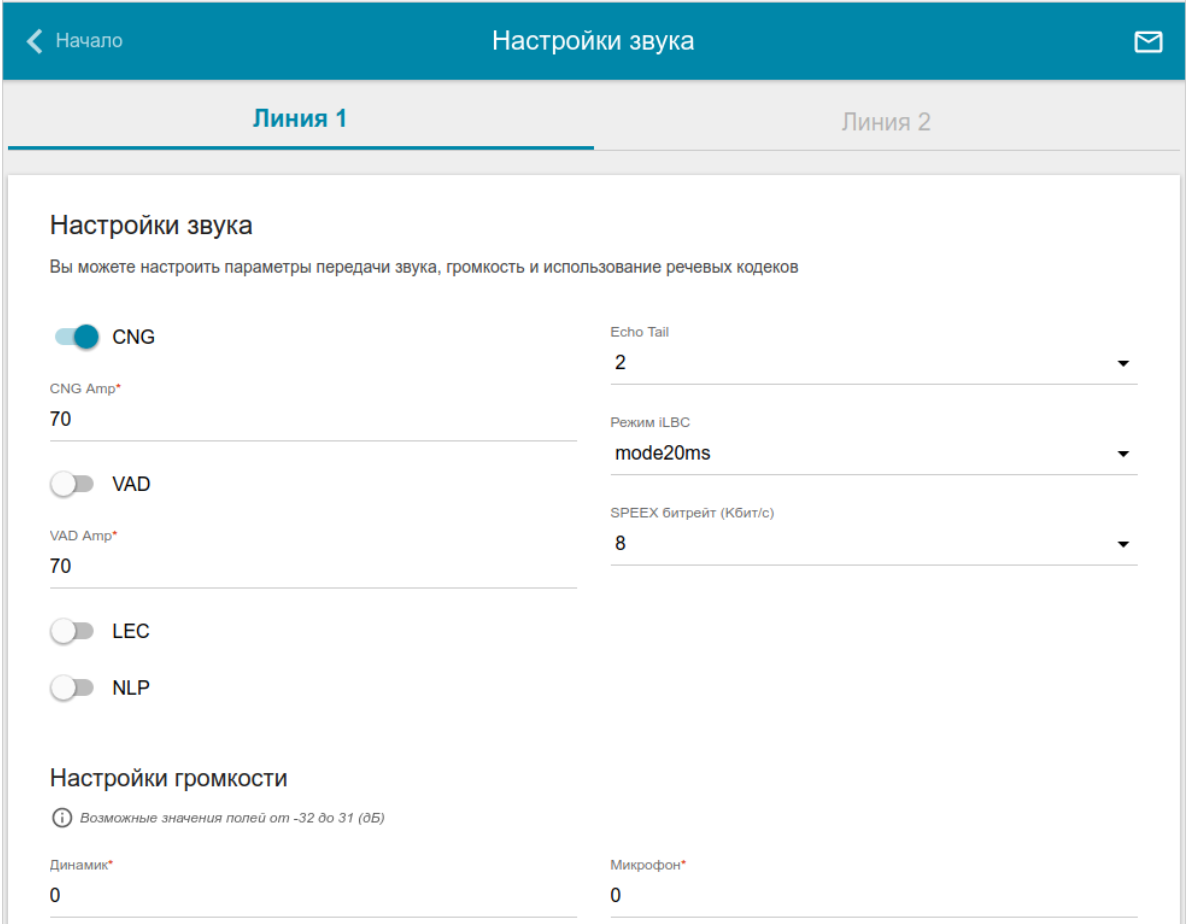 Начало
Настройки звука
Линия 1
Линия 2
Настройки звука
Вы можете настроить параметры передачи звука, громкость и использование речевых кодеков
CNG
CNG Amp*
70
VAD
VAD Amp*
70
LEC
NLP
Echo Tail
2
Режим iLBC
mode20ms
SPEEX битрейт (Кбит/с)
8
Настройки громкости
Возможные значения полей от -32 до 31 (дБ)
Динамик*
0
Микрофон*
0